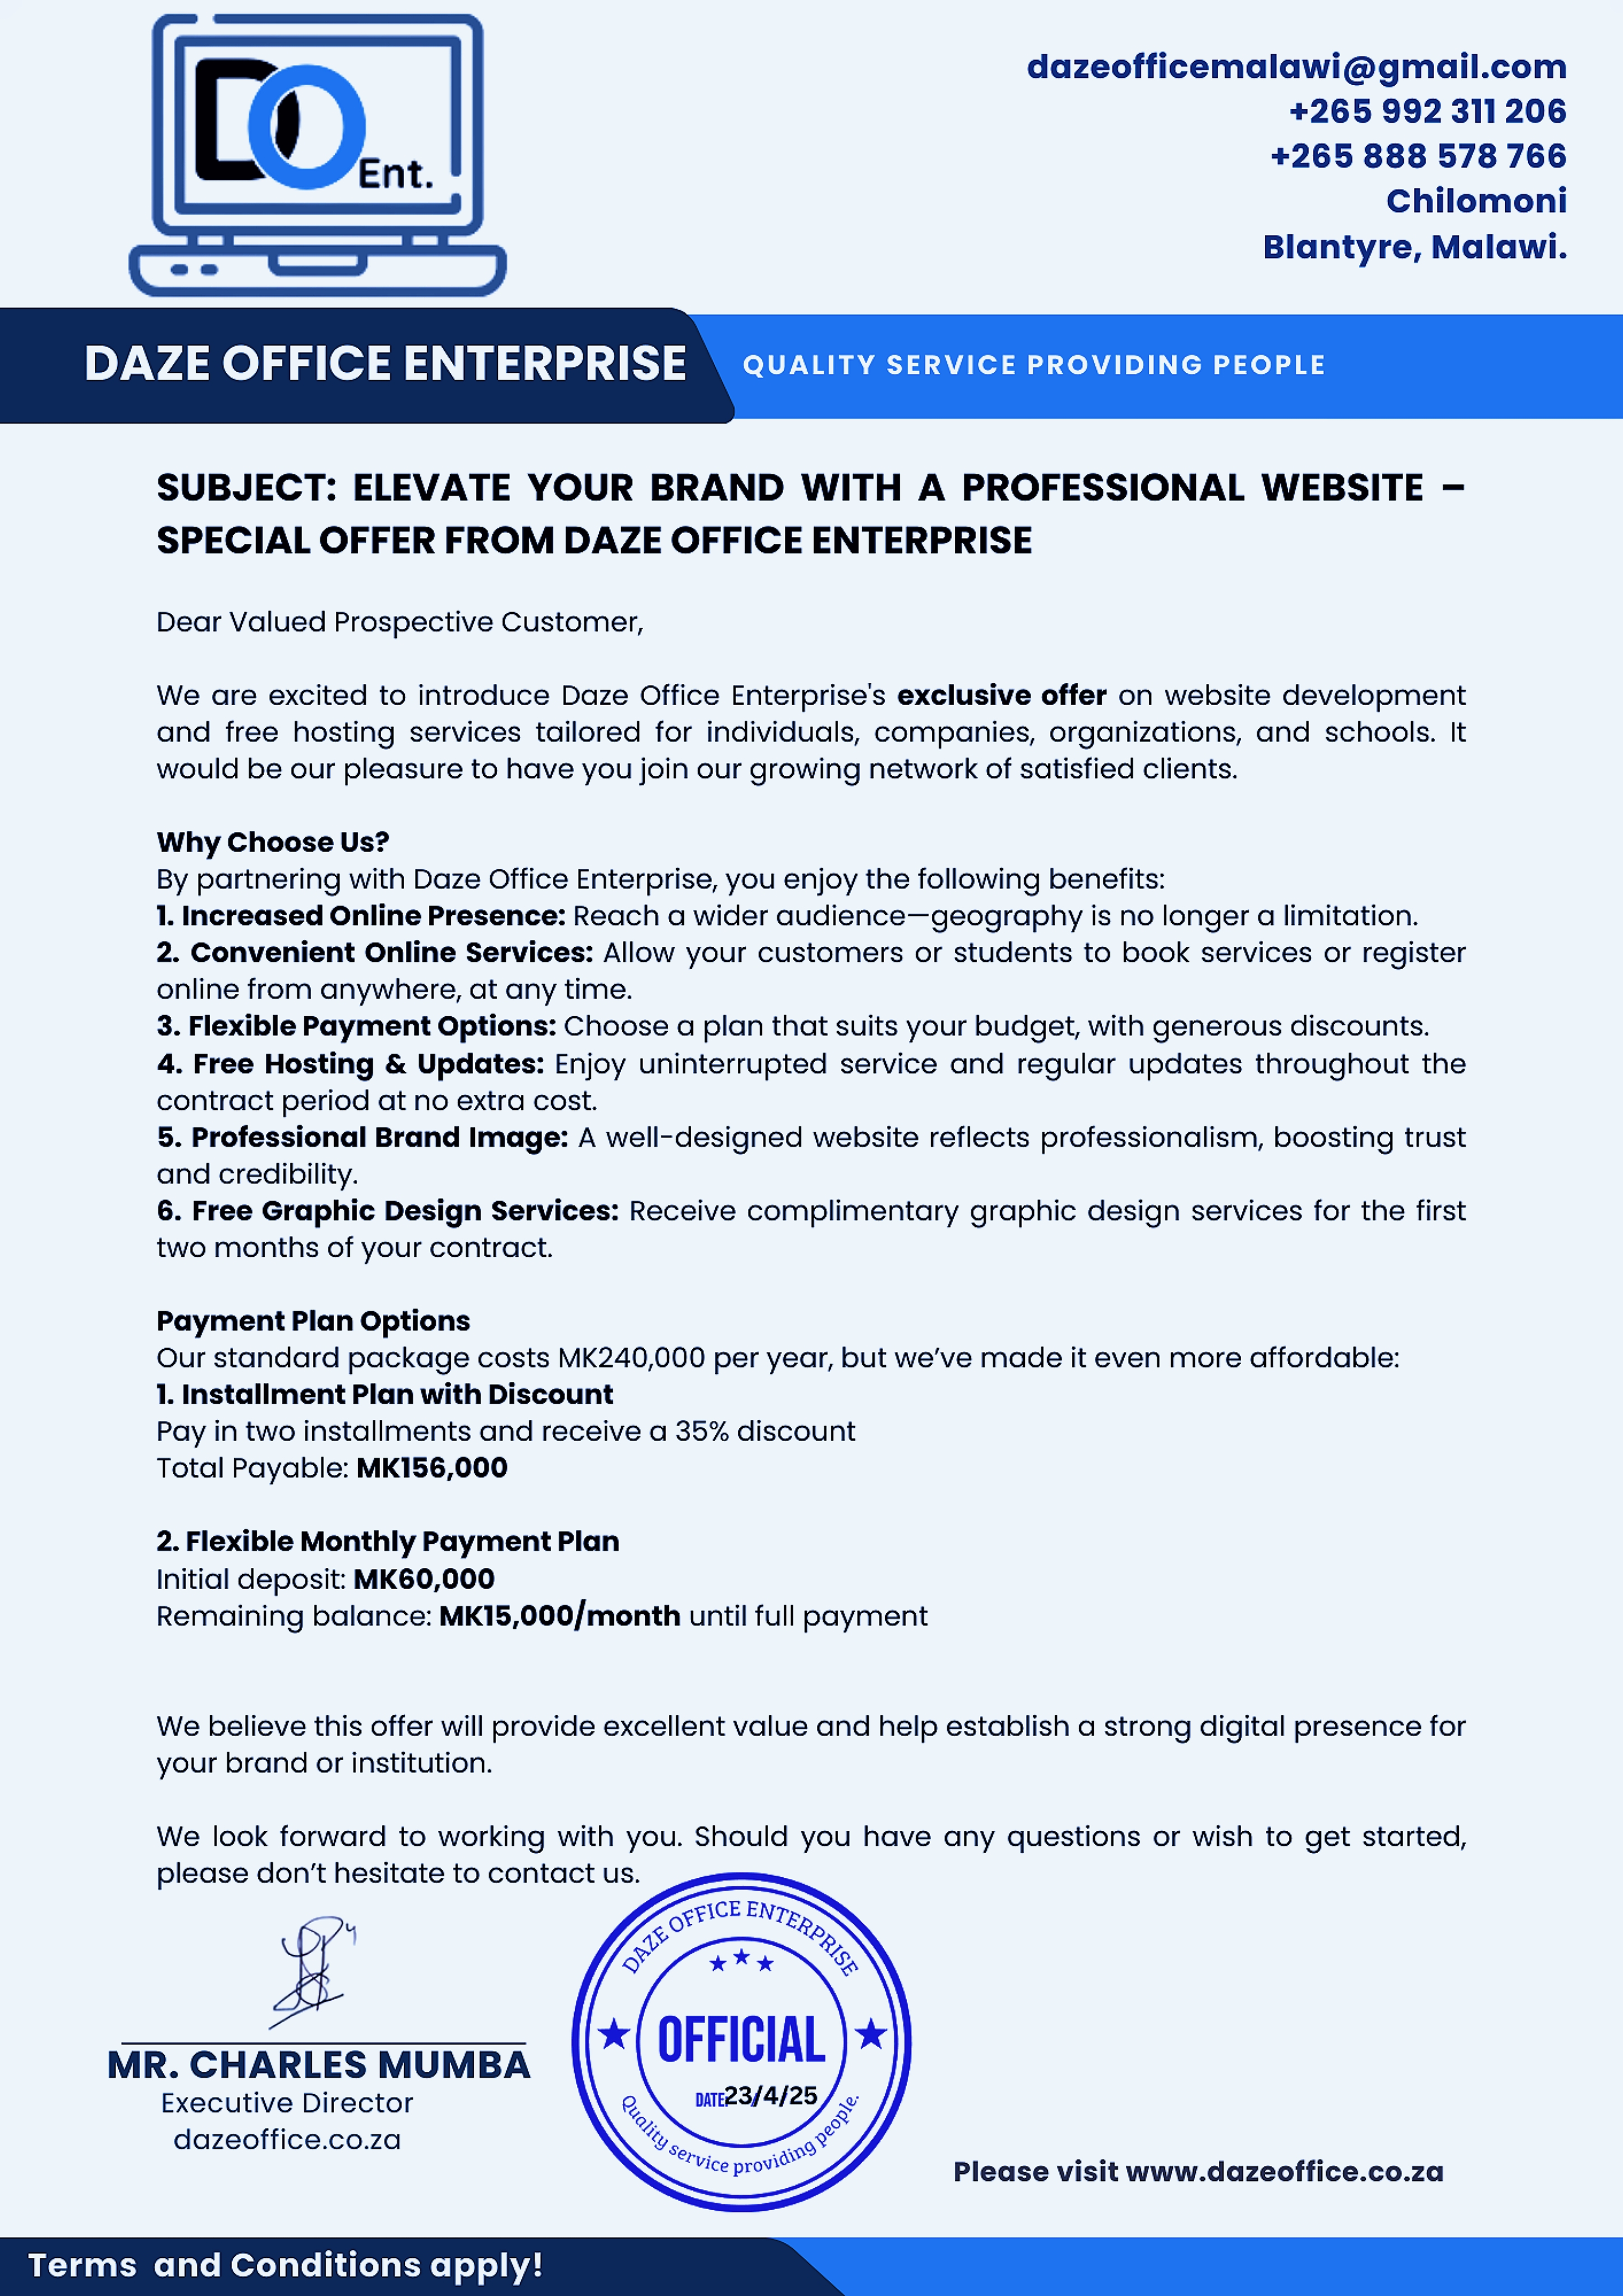 DO Ent.
dazeofficemalawi@gmail.com
+265 992 311 206
+265 888 578 766
Chilomoni
Blantyre, Malawi.
DAZE OFFICE ENTERPRISE
QUALITY SERVICE PROVIDING PEOPLE
SUBJECT: ELEVATE YOUR BRAND WITH A PROFESSIONAL WEBSITE –
SPECIAL OFFER FROM DAZE OFFICE ENTERPRISE
Dear Valued Prospective Customer,
We are excited to introduce Daze Office Enterprise's exclusive offer on website development
and free hosting services tailored for individuals, companies, organizations, and schools. It
would be our pleasure to have you join our growing network of satisfied clients.
Why Choose Us?
By partnering with Daze Office Enterprise, you enjoy the following benefits:
1. Increased Online Presence: Reach a wider audience—geography is no longer a limitation.
2. Convenient Online Services: Allow your customers or students to book services or register
online from anywhere, at any time.
3. Flexible Payment Options: Choose a plan that suits your budget, with generous discounts.
4. Free Hosting & Updates: Enjoy uninterrupted service and regular updates throughout the
contract period at no extra cost.
5. Professional Brand Image: A well-designed website reflects professionalism, boosting trust
and credibility.
6. Free Graphic Design Services: Receive complimentary graphic design services for the first
two months of your contract.
Payment Plan Options
Our standard package costs MK240,000 per year, but we’ve made it even more affordable:
1. Installment Plan with Discount
Pay in two installments and receive a 35% discount
Total Payable: MK156,000
2. Flexible Monthly Payment Plan
Initial deposit: MK60,000
Remaining balance: MK15,000/month until full payment
We believe this offer will provide excellent value and help establish a strong digital presence for
your brand or institution.
We look forward to working with you. Should you have any questions or wish to get started,
please don’t hesitate to contact us.
MR. CHARLES MUMBA
Executive Director
dazeoffice.co.za
DAZE OFFICE ENTERPRISE
OFFICIAL
DATE 23/4/25
Quality service providing people.
Please visit www.dazeoffice.co.za
Terms and Conditions apply!